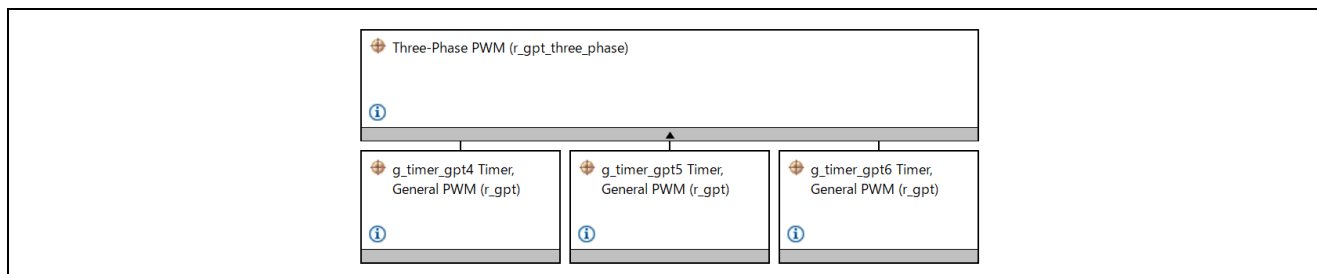 Three-Phase PWM (r_gpt_three_phase)
g_timer_gpt4 Timer,
General PWM (r_gpt)
g_timer_gpt5 Timer,
General PWM (r_gpt)
g_timer_gpt6 Timer,
General PWM (r_gpt)